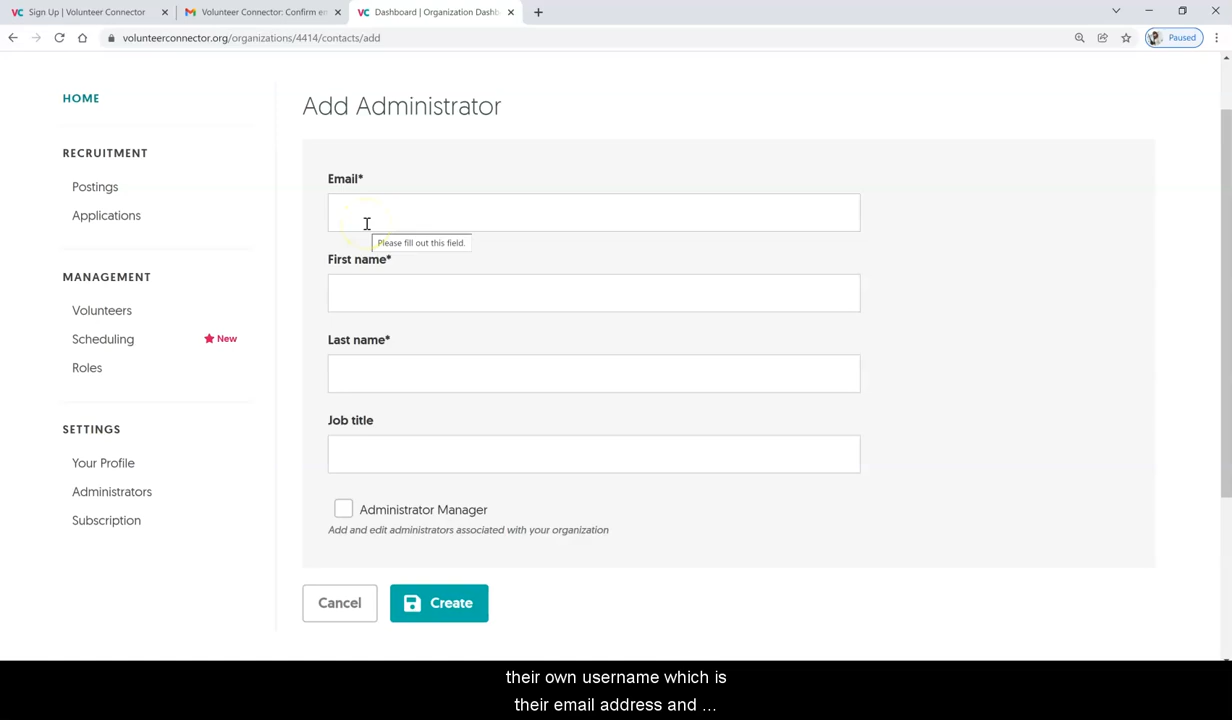 VC Sign Up | Volunteer Connector
Volunteer Connector: Confirm en
VC Dashboard | Organization Dashb
volunteerconnector.org/organizations/4414/contacts/add
Paused
HOME
RECRUITMENT
Postings
Applications
MANAGEMENT
Volunteers
Scheduling
New
Roles
SETTINGS
Your Profile
Administrators
Subscription
Add Administrator
Email*
Please fill out this field.
First name*
Last name*
Job title
Administrator Manager
Add and edit administrators associated with your organization
Cancel
Create
their own username which is
their email address and ...